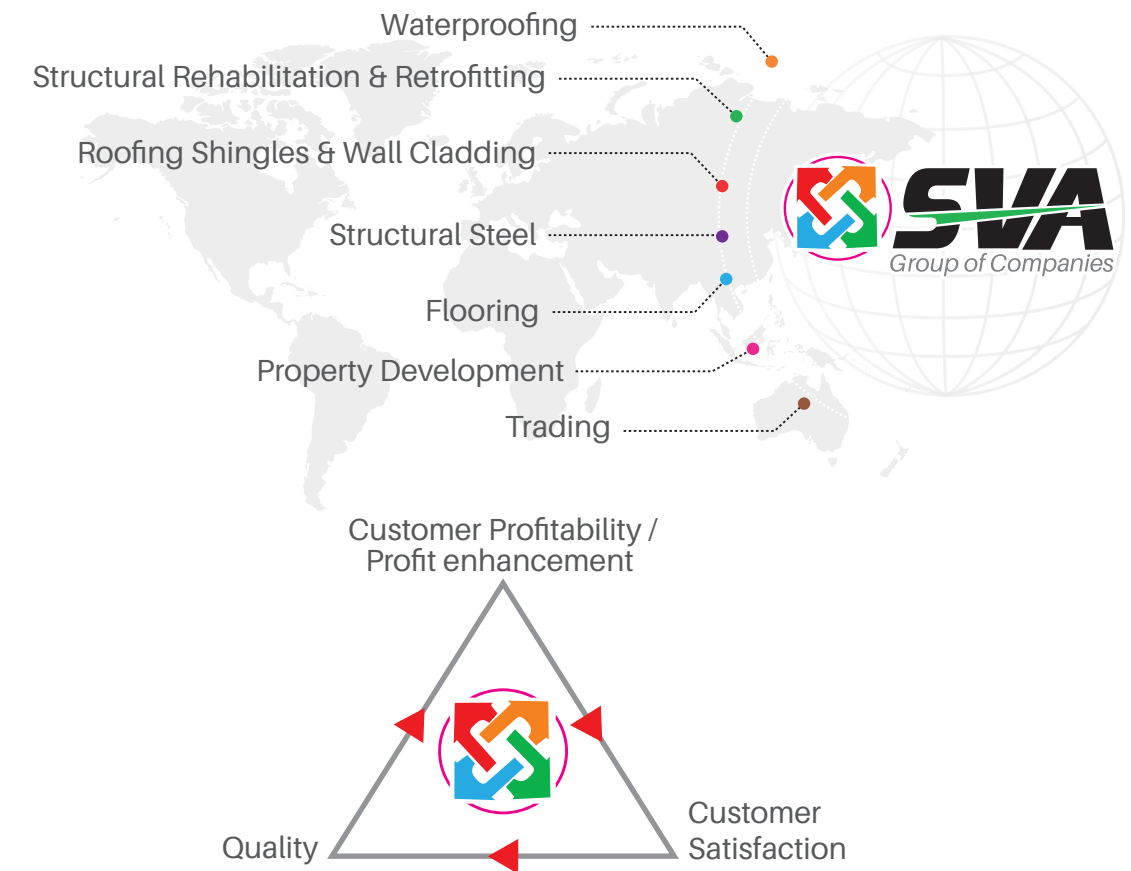 Waterproofing
Structural Rehabilitation & Retrofitting
Roofing Shingles & Wall Cladding
SVA
Structural Steel
Group of Companies
Flooring
Property Development
Trading
Customer Profitability /
Profit enhancement
Customer
Quality
Satisfaction